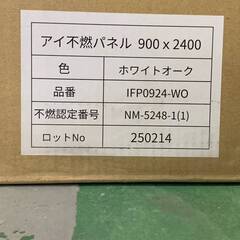 アイ不燃パネル 900 x 2400
色 ホワイトオーク
品番 IFP0924-WO
不燃認定番号 NM-5248-1(1)
ロットNo 250214